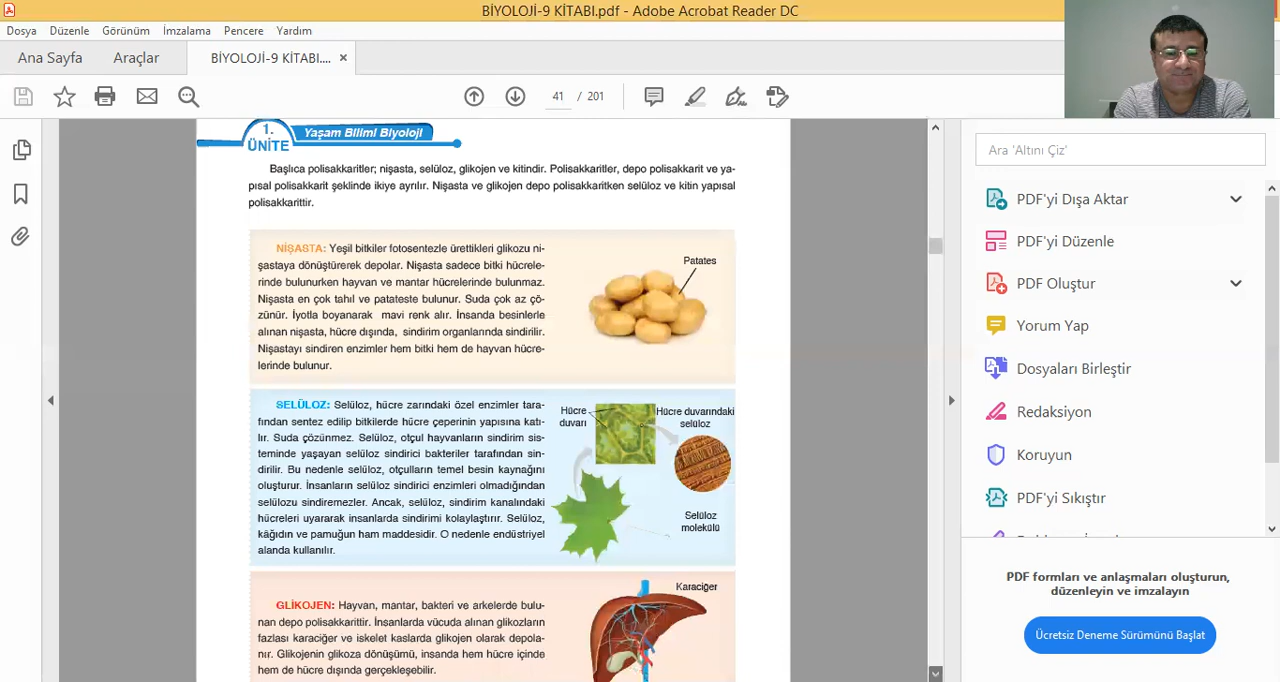 BİYOLOJİ-9 KİTABI.pdf - Adobe Acrobat Reader DC
Dosya Düzenle Görünüm İmzalama Pencere Yardım
Ana Sayfa Araçlar BİYOLOJİ-9 KİTABI.... ×
41 / 201
1.
ÜNİTE
Yaşam Bilimi Biyoloji
Başlıca polisakkaritler; nişasta, selüloz, glikojen ve kitindir. Polisakkaritler, depo polisakkarit ve ya-
pısal polisakkarit şeklinde ikiye ayrılır. Nişasta ve glikojen depo polisakkaritken selüloz ve kitin yapısal
polisakkarittir.
NİŞASTA: Yeşil bitkiler fotosentezle ürettikleri glikozu ni-
şastaya dönüştürerek depolar. Nişasta sadece bitki hücrele-
rinde bulunurken hayvan ve mantar hücrelerinde bulunmaz.
Nişasta en çok tahıl ve patateste bulunur. Suda çok az çö-
zünür. İyotla boyanarak mavi renk alır. İnsanda besinlerle
alınan nişasta, hücre dışında, sindirim organlarında sindirilir.
Nişastayı sindiren enzimler hem bitki hem de hayvan hücre-
lerinde bulunur.
Patates
SELÜLOZ: Selüloz, hücre zarındaki özel enzimler tara-
fından sentez edilip bitkilerde hücre çeperinin yapısına katı-
lır. Suda çözünmez. Selüloz, otçul hayvanların sindirim sis-
teminde yaşayan selüloz sindirici bakteriler tarafından sin-
dirilir. Bu nedenle selüloz, otçulların temel besin kaynağını
oluşturur. İnsanların selüloz sindirici enzimleri olmadığından
selülozu sindiremezler. Ancak, selüloz, sindirim kanalındaki
hücreleri uyararak insanlarda sindirimi kolaylaştırır. Selüloz,
kâğıdın ve pamuğun ham maddesidir. O nedenle endüstriyel
alanda kullanılır.
Hücre
duvarı
Hücre duvarındaki
selüloz
Selüloz
molekülü
GLİKOJEN: Hayvan, mantar, bakteri ve arkelerde bulu-
nan depo polisakkarittir. İnsanlarda vücuda alınan glikozların
fazlası karaciğer ve iskelet kaslarda glikojen olarak depola-
nır. Glikojenin glikoza dönüşümü, insanda hem hücre içinde
hem de hücre dışında gerçekleşebilir.
Karaciğer
Ara 'Altını Çiz'
PDF'yi Dışa Aktar
PDF'yi Düzenle
PDF Oluştur
Yorum Yap
Dosyaları Birleştir
Redaksiyon
Koruyun
PDF'yi Sıkıştır
PDF formları ve anlaşmaları oluşturun,
düzenleyin ve imzalayın
Ücretsiz Deneme Sürümünü Başlat